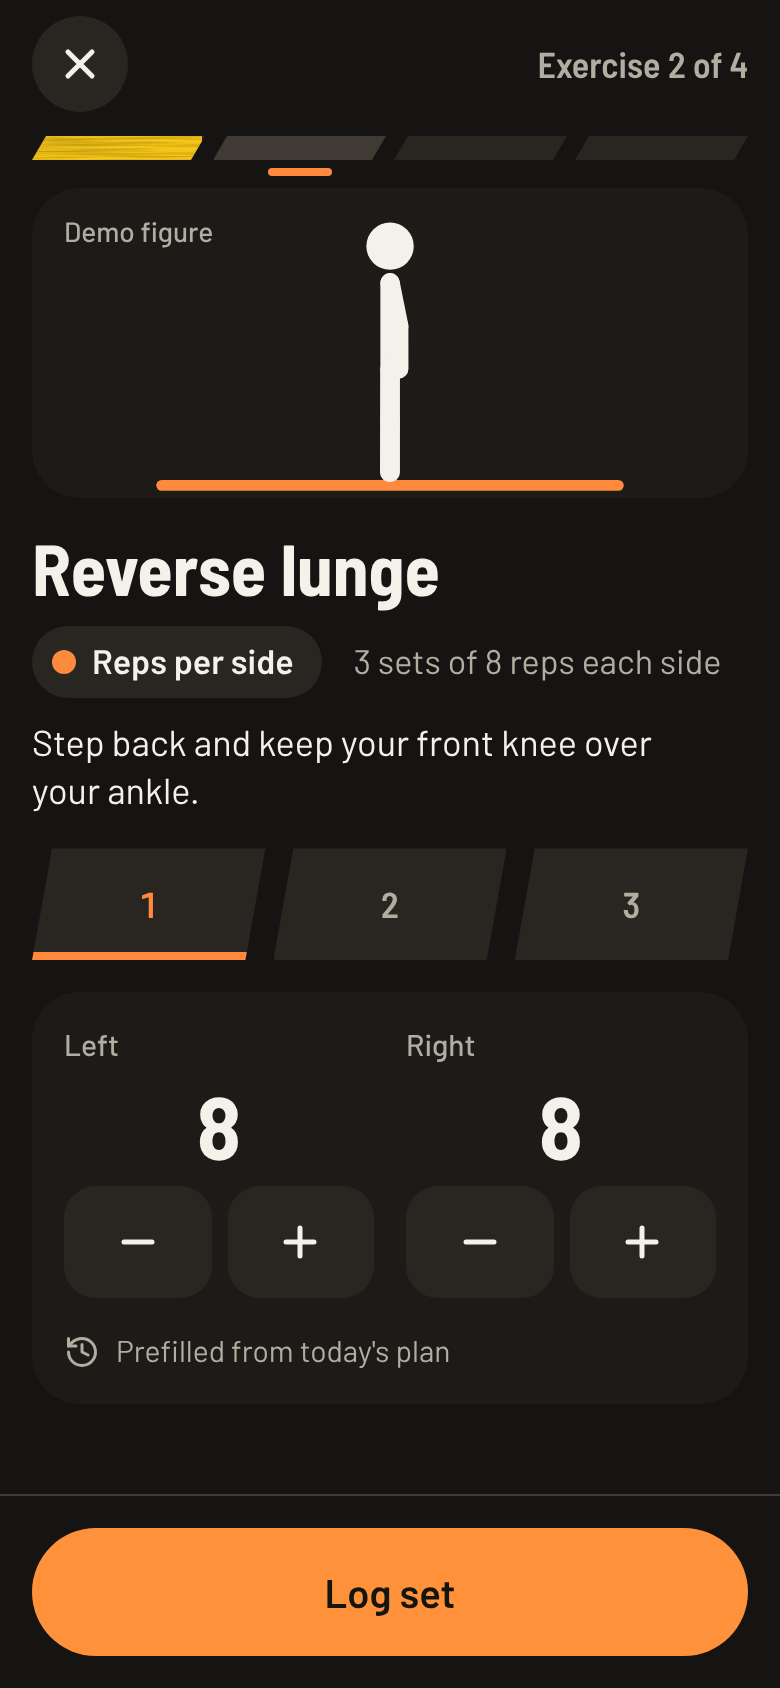 Exercise 2 of 4
Demo figure
Reverse lunge
Reps per side
3 sets of 8 reps each side
Step back and keep your front knee over
your ankle.
1
2
3
Left
Right
8
8
Prefilled from today's plan
Log set